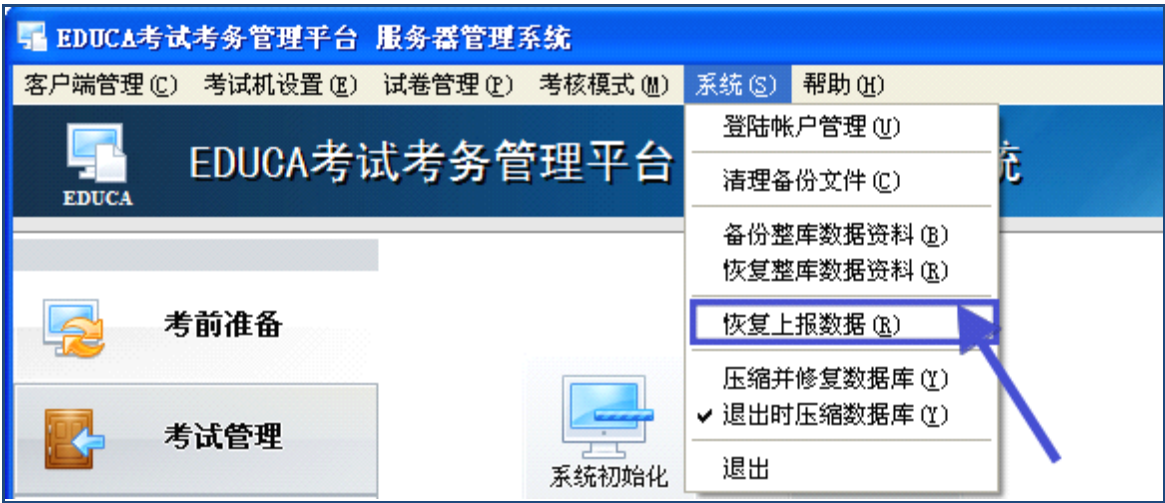 EDUCA考试考务管理平台 服务器管理系统
客户端管理(C) 考试机设置(E) 试卷管理(P) 考核模式(M) 系统(S) 帮助(H)
登陆帐户管理(U)
EDUCA考试考务管理平台 统
EDUCA
清理备份文件(C)
备份整库数据资料(B)
恢复整库数据资料(R)
恢复上报数据(R)
考前准备
压缩并修复数据库(Y)
✓退出时压缩数据库(Y)
考试管理
退出
系统初始化